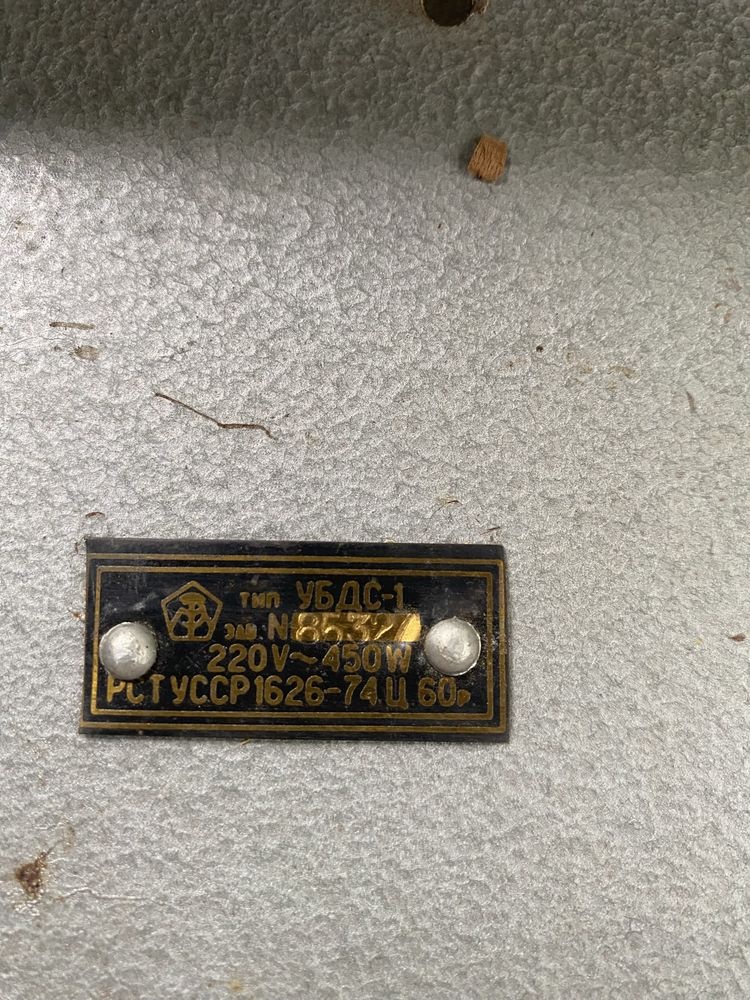 ТИП УБДС-1
ЗАВ. № 85327
220V~450W
РСТ УССР 1626-74 Ц 60р.